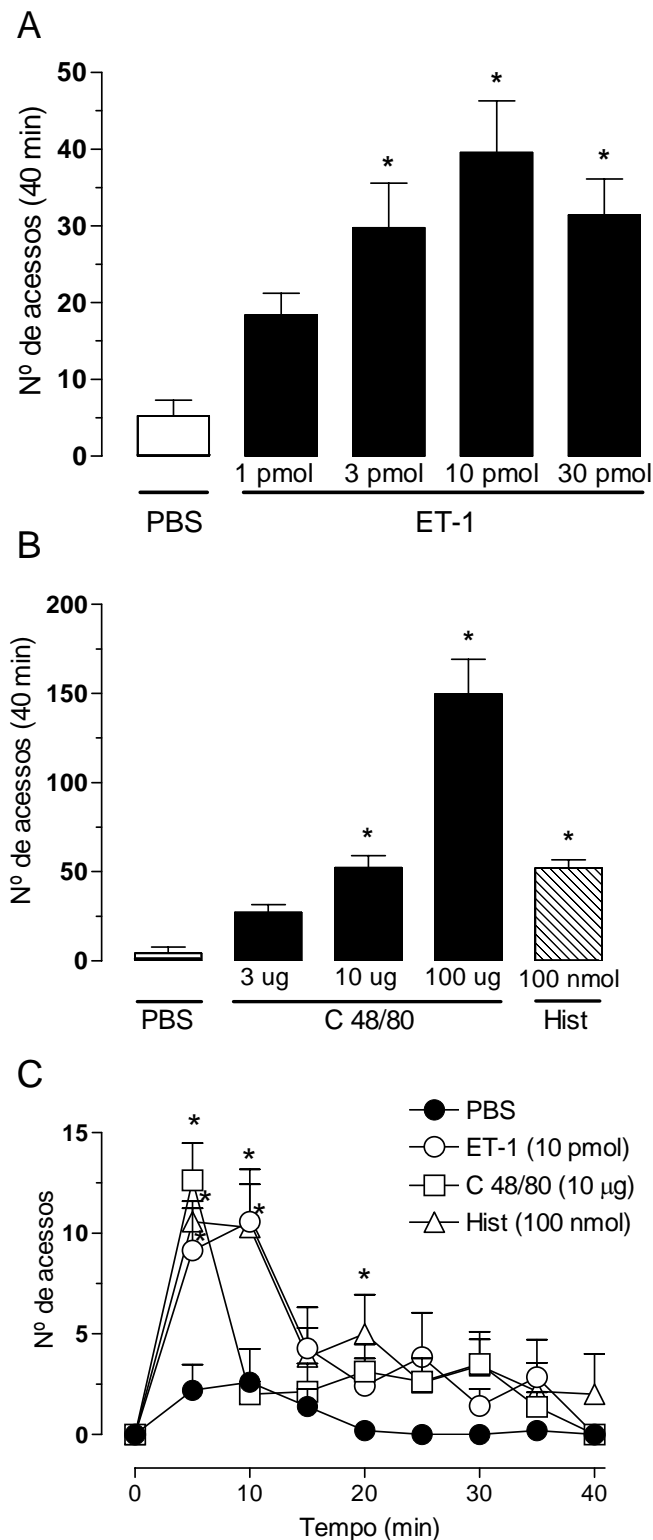 A
Nº de acessos (40 min)
50
40
30
20
10
0
*
*
*
1 pmol 3 pmol 10 pmol 30 pmol
PBS ET-1
B
Nº de acessos (40 min)
200
150
100
50
0
*
*
*
3 ug 10 ug 100 ug 100 nmol
PBS C 48/80 Hist
C
Nº de acessos
15
10
5
0
PBS
ET-1 (10 pmol)
C 48/80 (10 µg)
Hist (100 nmol)
*
*
*
*
*
*
0 10 20 30 40
Tempo (min)